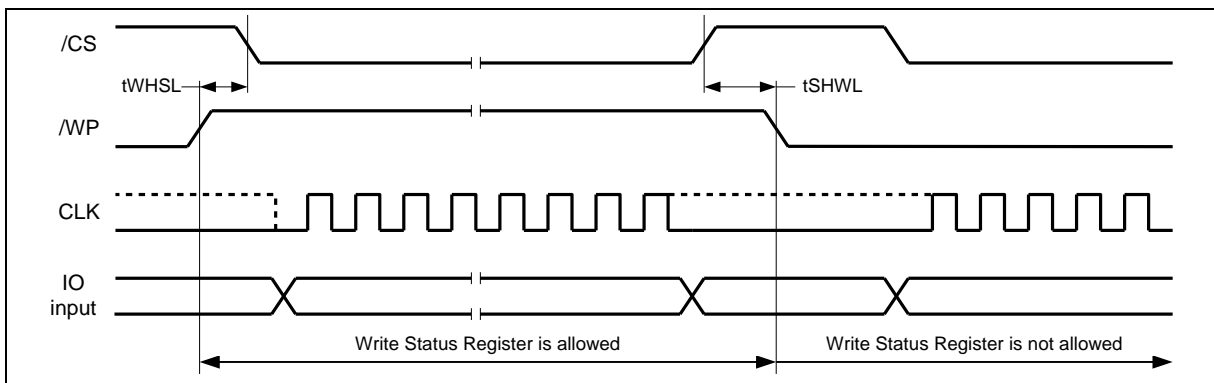 /CS
tWHSL
tSHWL
/WP
CLK
IO
input
Write Status Register is allowed
Write Status Register is not allowed